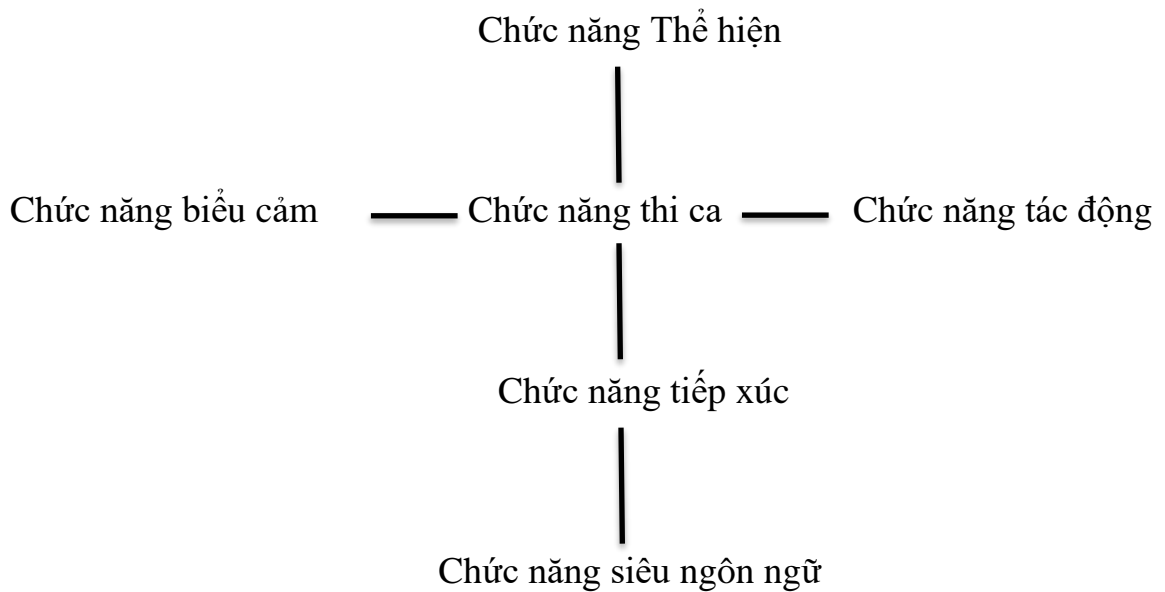 Chức năng Thể hiện
Chức năng biểu cảm Chức năng thi ca Chức năng tác động
Chức năng tiếp xúc
Chức năng siêu ngôn ngữ